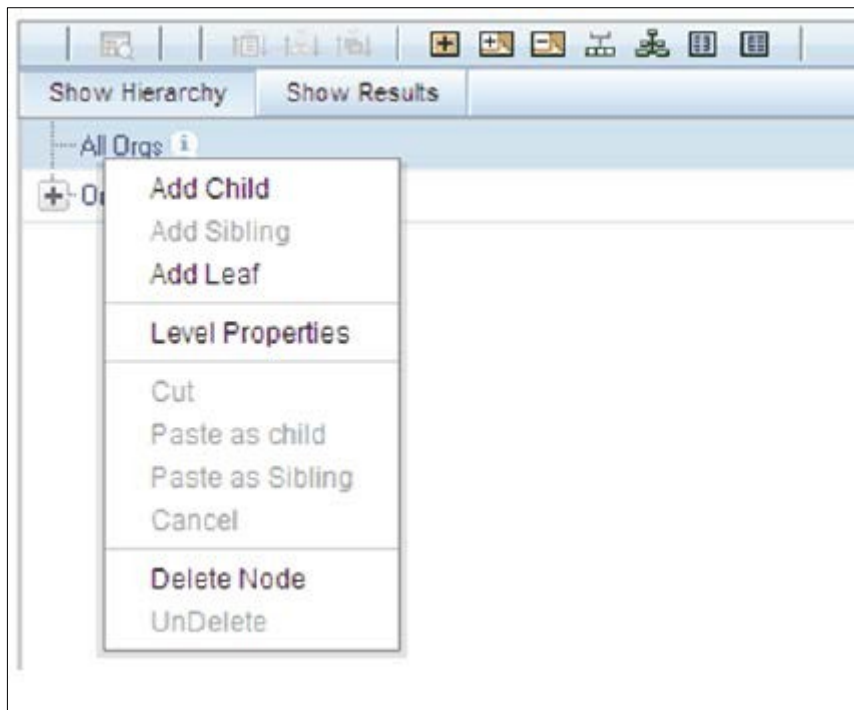 Show Hierarchy Show Results
All Orgs i
Add Child
Add Sibling
Add Leaf
Level Properties
Cut
Paste as child
Paste as Sibling
Cancel
Delete Node
UnDelete